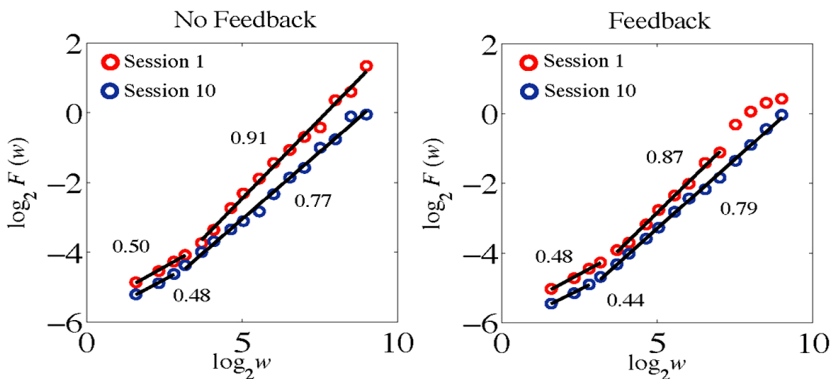 No Feedback
Session 1
Session 10
log2 F (w)
2
0
−2
−4
−6
0.91
0.77
0.50
0.48
0
5
10
log2w
Feedback
Session 1
Session 10
log2 F (w)
2
0
−2
−4
−6
0.87
0.79
0.48
0.44
0
5
10
log2w